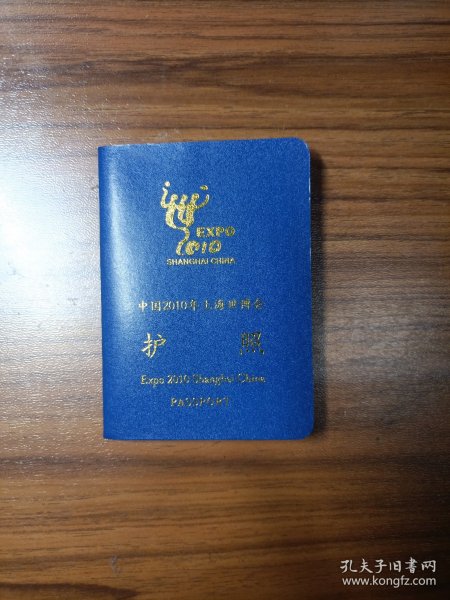 EXPO
2010
SHANGHAI CHINA
中国2010年上海世博会
护 照
Expo 2010 Shanghai China
PASSPORT
孔夫子旧书网
www.kongfz.com